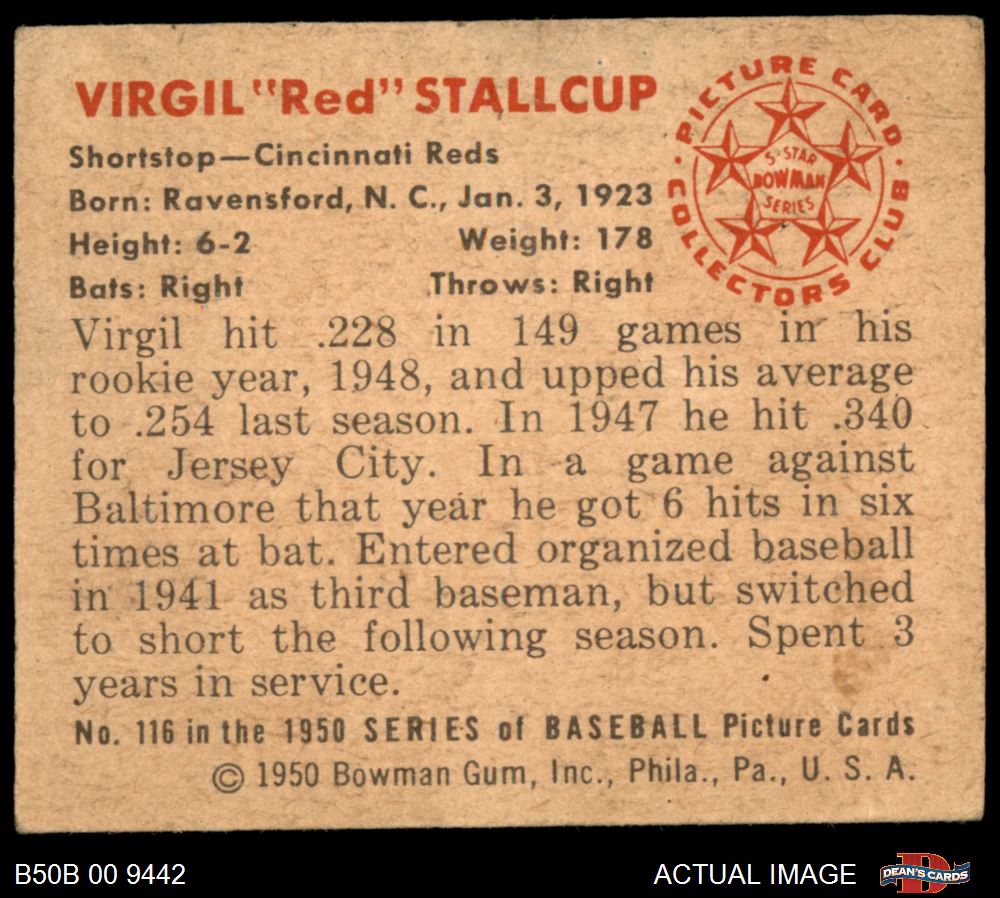 VIRGIL "Red" STALLCUP
Shortstop—Cincinnati Reds
Born: Ravensford, N. C., Jan. 3, 1923
Height: 6-2 Weight: 178
Bats: Right Throws: Right
PICTURE CARD
COLLECTORS CLUB
5-STAR
BOWMAN
SERIES
Virgil hit .228 in 149 games in his
rookie year, 1948, and upped his average
to .254 last season. In 1947 he hit .340
for Jersey City. In a game against
Baltimore that year he got 6 hits in six
times at bat. Entered organized baseball
in 1941 as third baseman, but switched
to short the following season. Spent 3
years in service.
No. 116 in the 1950 SERIES of BASEBALL Picture Cards
© 1950 Bowman Gum, Inc., Phila., Pa., U. S. A.
B50B 00 9442 ACTUAL IMAGE
D
DEAN'S CARDS